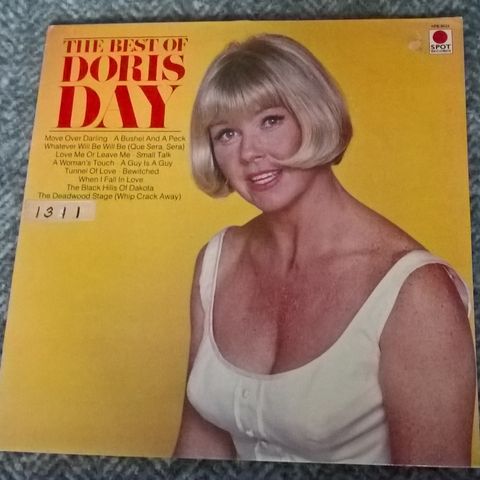 THE BEST OF
DORIS
DAY
Move Over Darling · A Bushel And A Peck
Whatever Will Be Will Be (Que Sera, Sera)
Love Me Or Leave Me · Small Talk
A Woman's Touch · A Guy Is A Guy
Tunnel Of Love · Bewitched
When I Fall In Love
The Black Hills Of Dakota
The Deadwood Stage (Whip Crack Away)
1311
SPOT